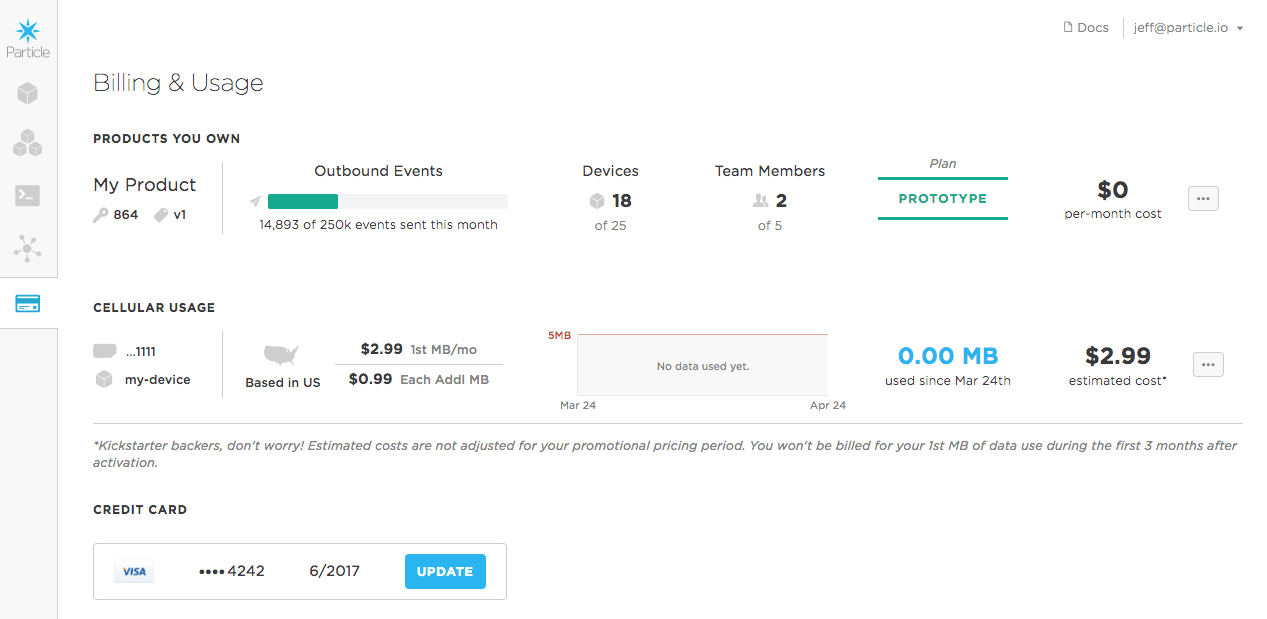 Particle
Docs
jeff@particle.io
Billing & Usage
PRODUCTS YOU OWN
My Product
864
v1
Outbound Events
14,893 of 250k events sent this month
Devices
18
of 25
Team Members
2
of 5
Plan
PROTOTYPE
$0
per-month cost
...
CELLULAR USAGE
...1111
my-device
Based in US
$2.99 1st MB/mo
$0.99 Each Addl MB
5MB
No data used yet.
Mar 24
Apr 24
0.00 MB
used since Mar 24th
$2.99
estimated cost*
...
*Kickstarter backers, don't worry! Estimated costs are not adjusted for your promotional pricing period. You won't be billed for your 1st MB of data use during the first 3 months after
activation.
CREDIT CARD
VISA
•••• 4242
6/2017
UPDATE